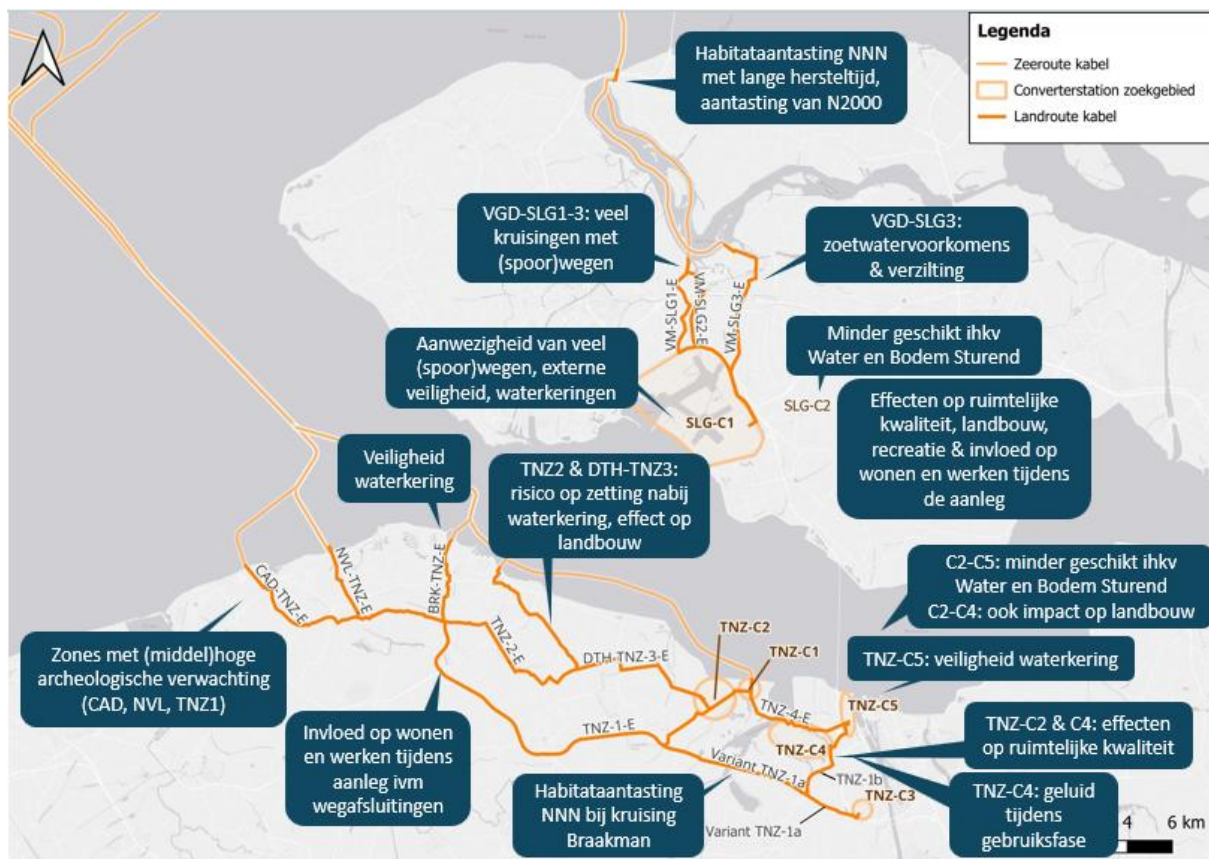 Legenda
Zeeroute kabel
Converterstation zoekgebied
Landroute kabel
Habitataantasting NNN
met lange hersteltijd,
aantasting van N2000
VGD-SLG1-3: veel
kruisingen met
(spoor)wegen
VGD-SLG3:
zoetwatervoorkomens
& verzilting
VM-SLG1-E
VM-SLG2-E
VM-SLG3-E
Aanwezigheid van veel
(spoor)wegen, externe
veiligheid, waterkeringen
SLG-C1
Minder geschikt ihkv
Water en Bodem Sturend
SLG-C2
Effecten op ruimtelijke
kwaliteit, landbouw,
recreatie & invloed op
wonen en werken tijdens
de aanleg
Veiligheid
waterkering
TNZ2 & DTH-TNZ3:
risico op zetting nabij
waterkering, effect op
landbouw
CAD-TNZ-E
NVL-TNZ-E
BRK-TNZ-E
TNZ-2-E
DTH-TNZ-3-E
TNZ-C2
TNZ-C1
C2-C5: minder geschikt ihkv
Water en Bodem Sturend
C2-C4: ook impact op landbouw
TNZ-C5: veiligheid waterkering
Zones met (middel)hoge
archeologische verwachting
(CAD, NVL, TNZ1)
Invloed op wonen
en werken tijdens
aanleg ivm
wegafsluitingen
TNZ-1-E
TNZ-4-E
TNZ-C5
TNZ-C4
TNZ-C2 & C4: effecten
op ruimtelijke kwaliteit
Variant TNZ-1a
TNZ-1b
TNZ-C3
Habitataantasting
NNN bij kruising
Braakman
Variant TNZ-1a
TNZ-C4: geluid
tijdens
gebruiksfase
4 6 km